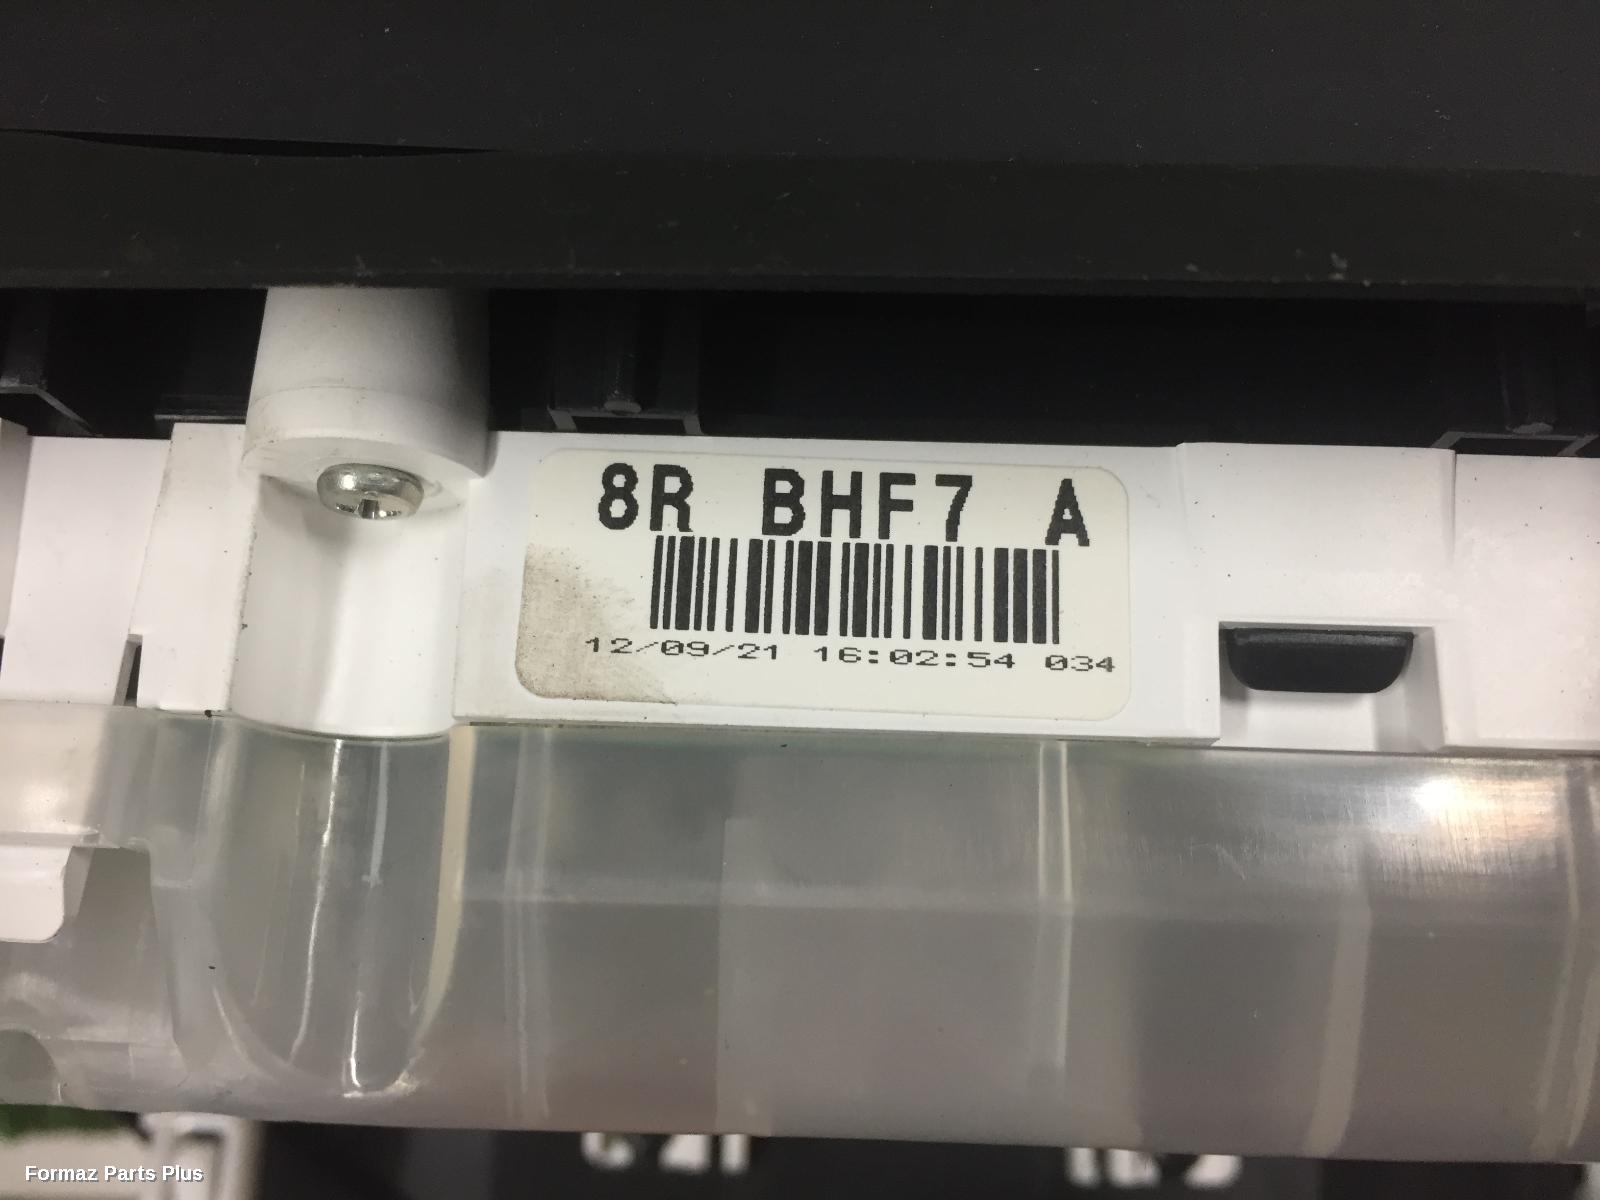 8R BHF7 A
12/09/21 16:02:54 034
Formaz Parts Plus